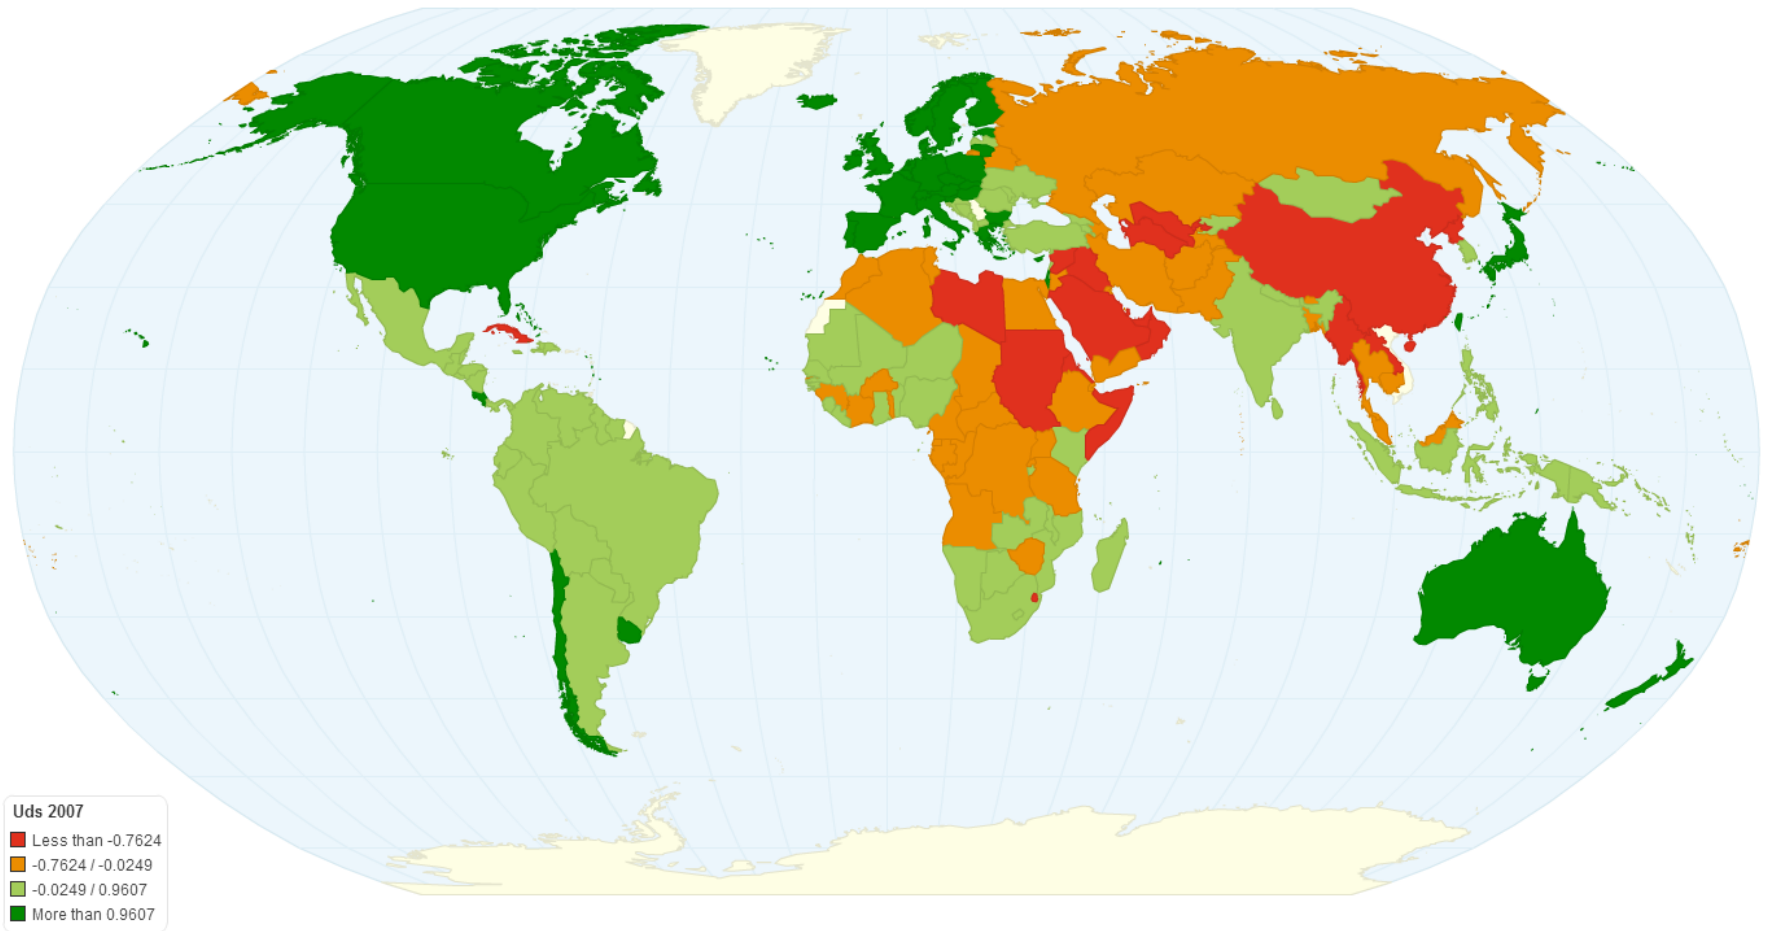 Uds 2007
Less than -0.7624
-0.7624 / -0.0249
-0.0249 / 0.9607
More than 0.9607